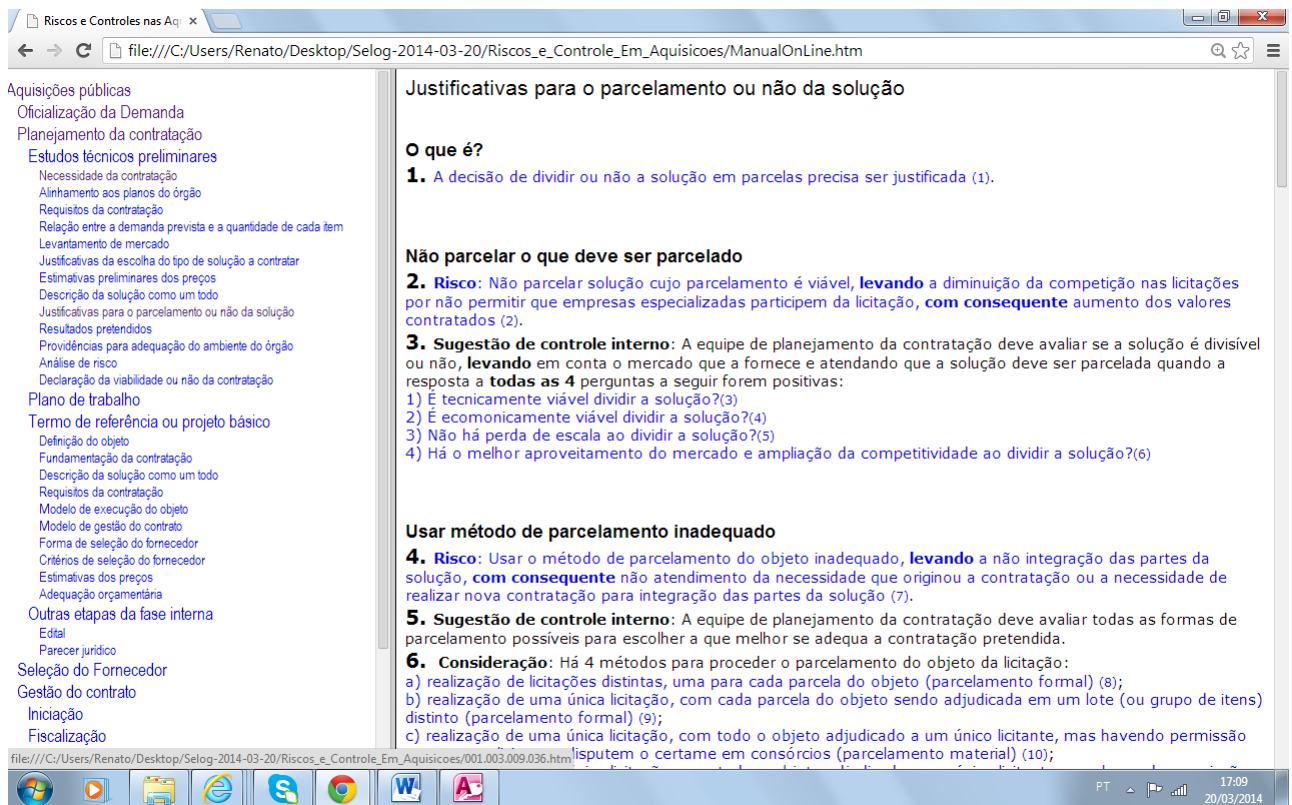 Riscos e Controles nas Aq
file:///C:/Users/Renato/Desktop/Selog-2014-03-20/Riscos_e_Controle_Em_Aquisicoes/ManualOnLine.htm
Aquisições públicas
Oficialização da Demanda
Planejamento da contratação
Estudos técnicos preliminares
Necessidade da contratação
Alinhamento aos planos do órgão
Requisitos da contratação
Relação entre a demanda prevista e a quantidade de cada item
Levantamento de mercado
Justificativas da escolha do tipo de solução a contratar
Estimativas preliminares dos preços
Descrição da solução como um todo
Justificativas para o parcelamento ou não da solução
Resultados pretendidos
Providências para adequação do ambiente do órgão
Análise de risco
Declaração da viabilidade ou não da contratação
Plano de trabalho
Termo de referência ou projeto básico
Definição do objeto
Fundamentação da contratação
Descrição da solução como um todo
Requisitos da contratação
Modelo de execução do objeto
Modelo de gestão do contrato
Forma de seleção do fornecedor
Critérios de seleção do fornecedor
Estimativas dos preços
Adequação orçamentária
Outras etapas da fase interna
Edital
Parecer jurídico
Seleção do Fornecedor
Gestão do contrato
Iniciação
Fiscalização
file:///C:/Users/Renato/Desktop/Selog-2014-03-20/Riscos_e_Controle_Em_Aquisicoes/001.003.009.036.htm
Justificativas para o parcelamento ou não da solução
O que é?
1. A decisão de dividir ou não a solução em parcelas precisa ser justificada (1).
Não parcelar o que deve ser parcelado
2. Risco: Não parcelar solução cujo parcelamento é viável, levando a diminuição da competição nas licitações
por não permitir que empresas especializadas participem da licitação, com consequente aumento dos valores
contratados (2).
3. Sugestão de controle interno: A equipe de planejamento da contratação deve avaliar se a solução é divisível
ou não, levando em conta o mercado que a fornece e atendando que a solução deve ser parcelada quando a
resposta a todas as 4 perguntas a seguir forem positivas:
1) É tecnicamente viável dividir a solução?(3)
2) É ecomonicamente viável dividir a solução?(4)
3) Não há perda de escala ao dividir a solução?(5)
4) Há o melhor aproveitamento do mercado e ampliação da competitividade ao dividir a solução?(6)
Usar método de parcelamento inadequado
4. Risco: Usar o método de parcelamento do objeto inadequado, levando a não integração das partes da
solução, com consequente não atendimento da necessidade que originou a contratação ou a necessidade de
realizar nova contratação para integração das partes da solução (7).
5. Sugestão de controle interno: A equipe de planejamento da contratação deve avaliar todas as formas de
parcelamento possíveis para escolher a que melhor se adequa a contratação pretendida.
6. Consideração: Há 4 métodos para proceder o parcelamento do objeto da licitação:
a) realização de licitações distintas, uma para cada parcela do objeto (parcelamento formal) (8);
b) realização de uma única licitação, com cada parcela do objeto sendo adjudicada em um lote (ou grupo de itens)
distinto (parcelamento formal) (9);
c) realização de uma única licitação, com todo o objeto adjudicado a um único licitante, mas havendo permissão
disputem o certame em consórcios (parcelamento material) (10);
PT
17:09
20/03/2014